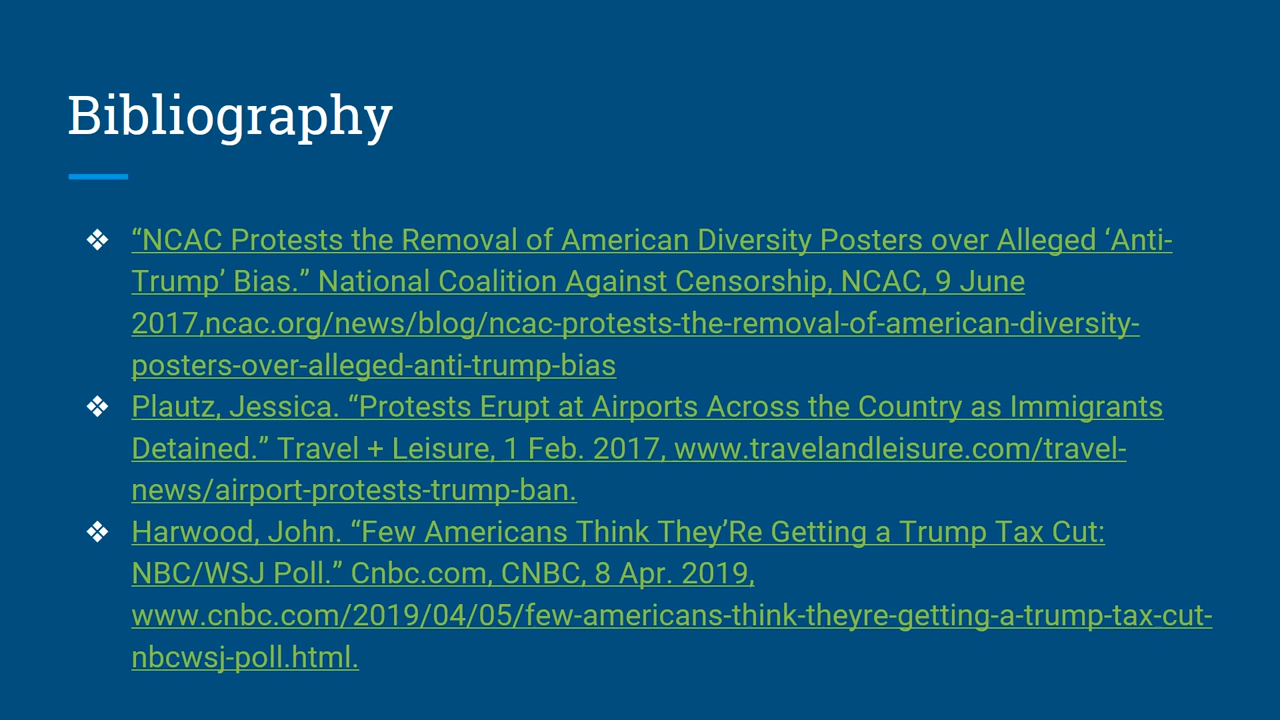 Bibliography
❖ “NCAC Protests the Removal of American Diversity Posters over Alleged ‘Anti-
Trump’ Bias.” National Coalition Against Censorship, NCAC, 9 June
2017,ncac.org/news/blog/ncac-protests-the-removal-of-american-diversity-
posters-over-alleged-anti-trump-bias
❖ Plautz, Jessica. “Protests Erupt at Airports Across the Country as Immigrants
Detained.” Travel + Leisure, 1 Feb. 2017, www.travelandleisure.com/travel-
news/airport-protests-trump-ban.
❖ Harwood, John. “Few Americans Think They’Re Getting a Trump Tax Cut:
NBC/WSJ Poll.” Cnbc.com, CNBC, 8 Apr. 2019,
www.cnbc.com/2019/04/05/few-americans-think-theyre-getting-a-trump-tax-cut-
nbcwsj-poll.html.